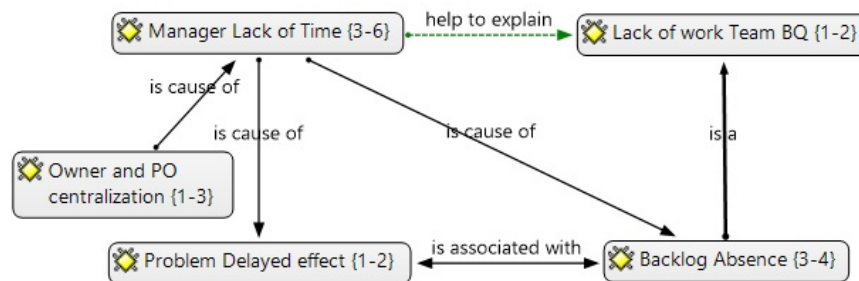 help to explain
Manager Lack of Time {3-6}
Lack of work Team BQ {1-2}
is cause of
is cause of
is cause of
is a
Owner and PO
centralization {1-3}
is associated with
Problem Delayed effect {1-2}
Backlog Absence {3-4}